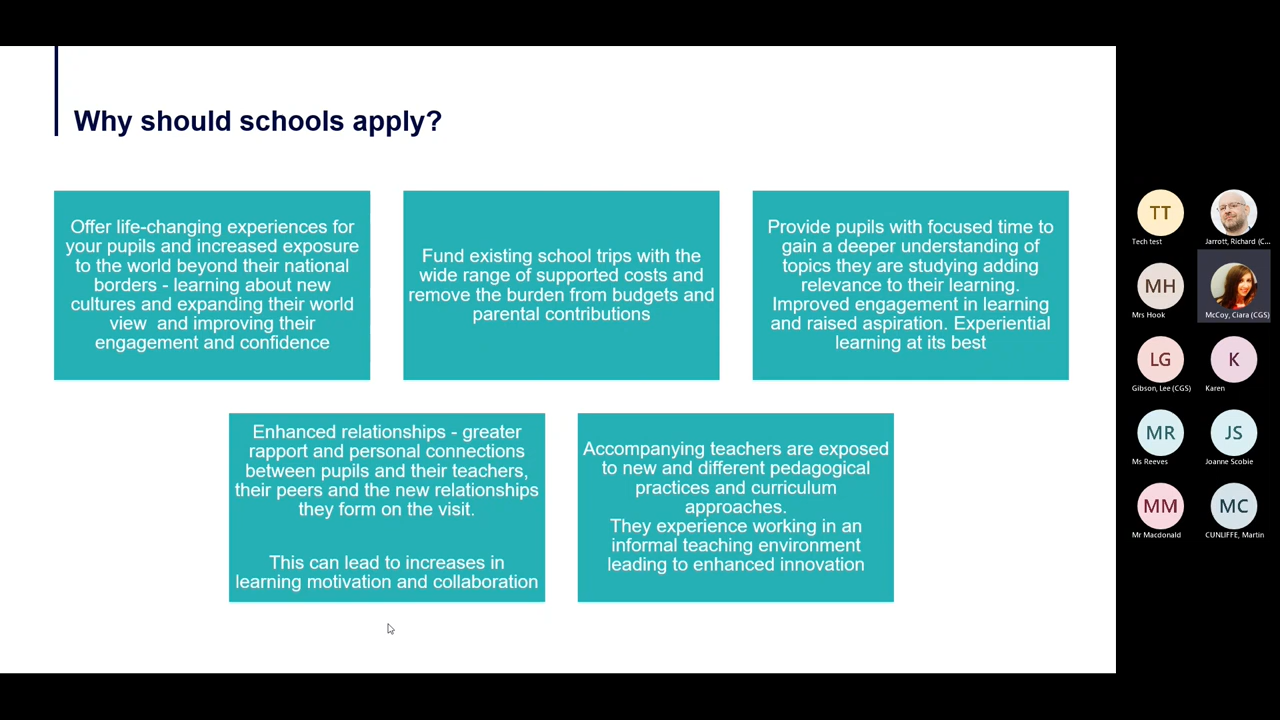 Why should schools apply?
Offer life-changing experiences for
your pupils and increased exposure
to the world beyond their national
borders - learning about new
cultures and expanding their world
view and improving their
engagement and confidence
Fund existing school trips with the
wide range of supported costs and
remove the burden from budgets and
parental contributions
Provide pupils with focused time to
gain a deeper understanding of
topics they are studying adding
relevance to their learning.
Improved engagement in learning
and raised aspiration. Experiential
learning at its best
Enhanced relationships - greater
rapport and personal connections
between pupils and their teachers,
their peers and the new relationships
they form on the visit.
This can lead to increases in
learning motivation and collaboration
Accompanying teachers are exposed
to new and different pedagogical
practices and curriculum
approaches.
They experience working in an
informal teaching environment
leading to enhanced innovation
TT
Tech test
Jarrott, Richard (C...
MH
Mrs Hook
McCoy, Ciara (CGS)
LG
Gibson, Lee (CGS)
K
Karen
MR
Ms Reeves
JS
Joanne Scobie
MM
Mr Macdonald
MC
CUNLIFFE, Martin